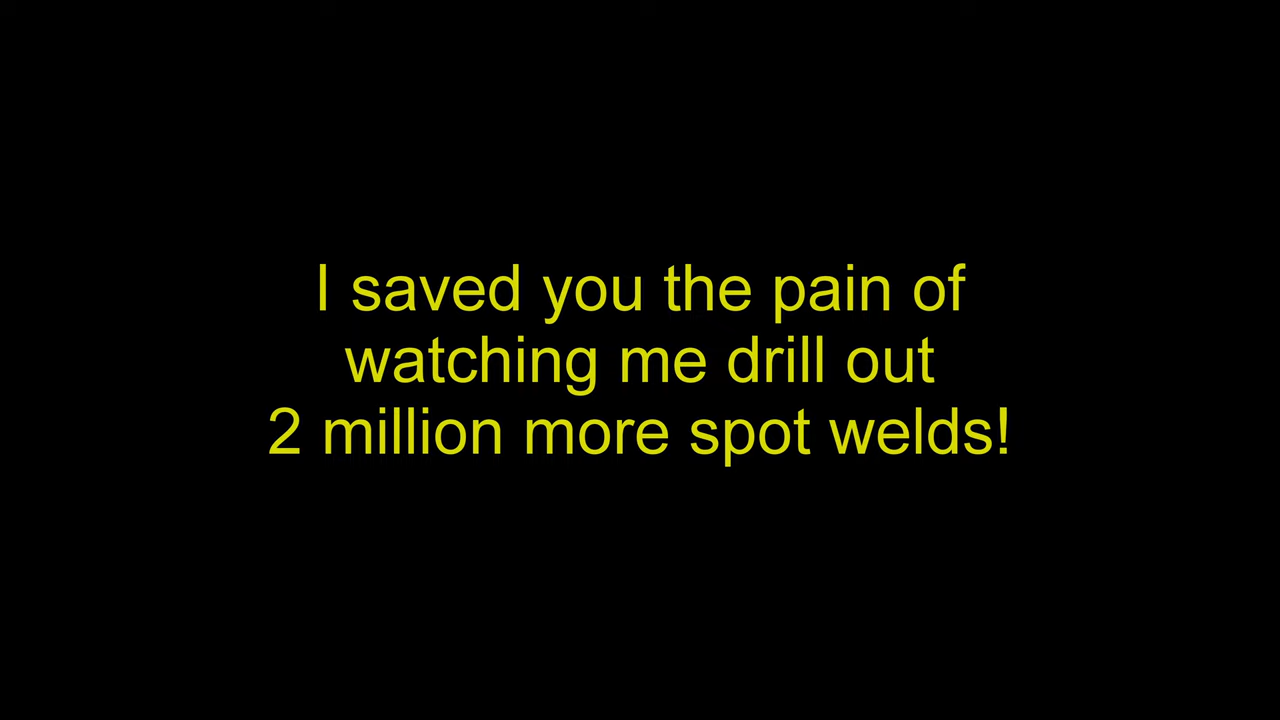 I saved you the pain of
watching me drill out
2 million more spot welds!